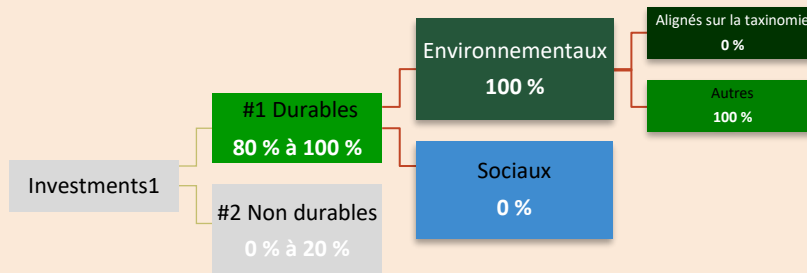 Investments1
#1 Durables
80 % à 100 %
#2 Non durables
0 % à 20 %
Environnementaux
100 %
Sociaux
0 %
Alignés sur la taxinomie
0 %
Autres
100 %